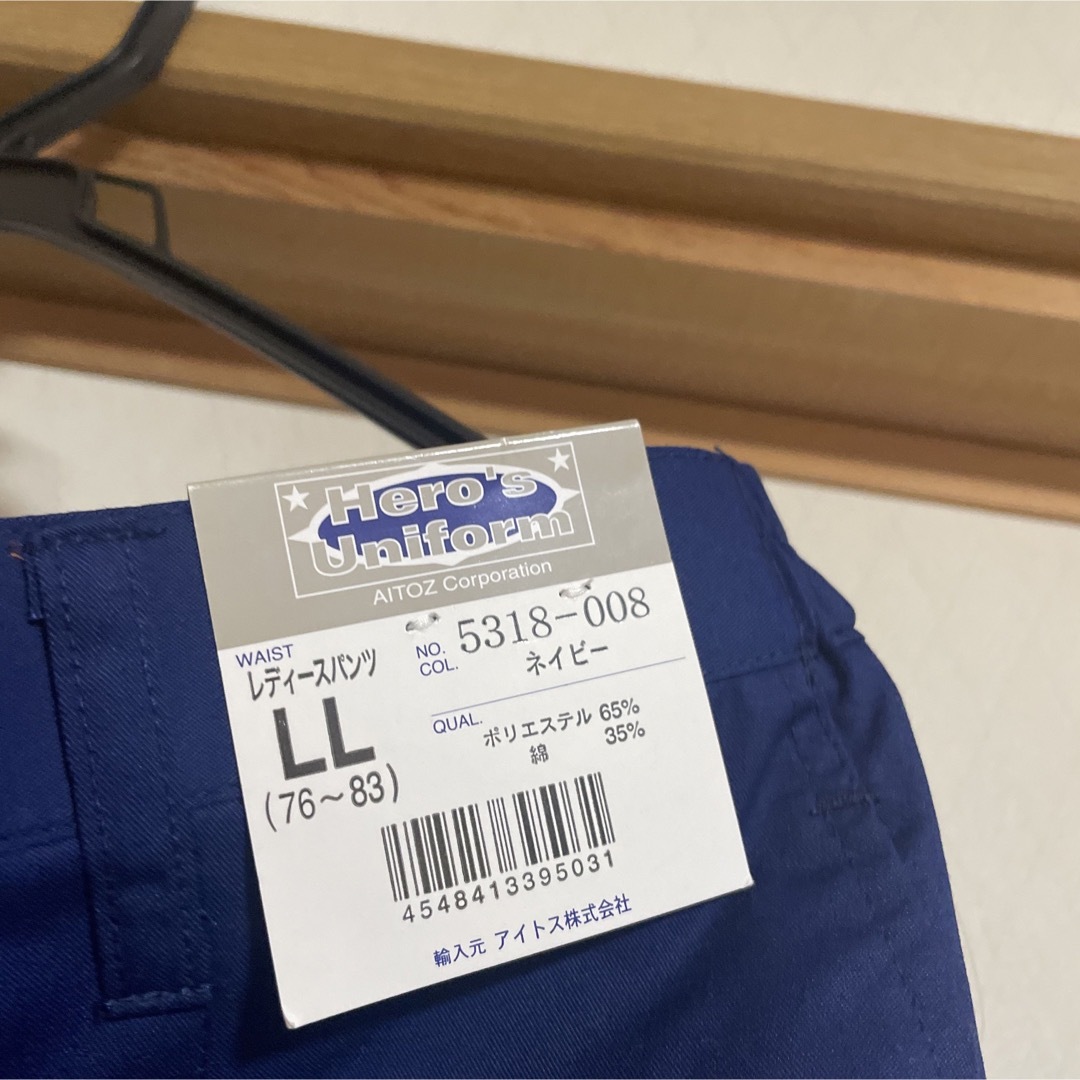 Hero's
Uniform
AITOZ Corporation
WAIST
レディースパンツ
LL
(76～83)
NO. 5318-008
COL. ネイビー
QUAL. ポリエステル 65%
綿 35%
4548413395031
輸入元 アイトス株式会社